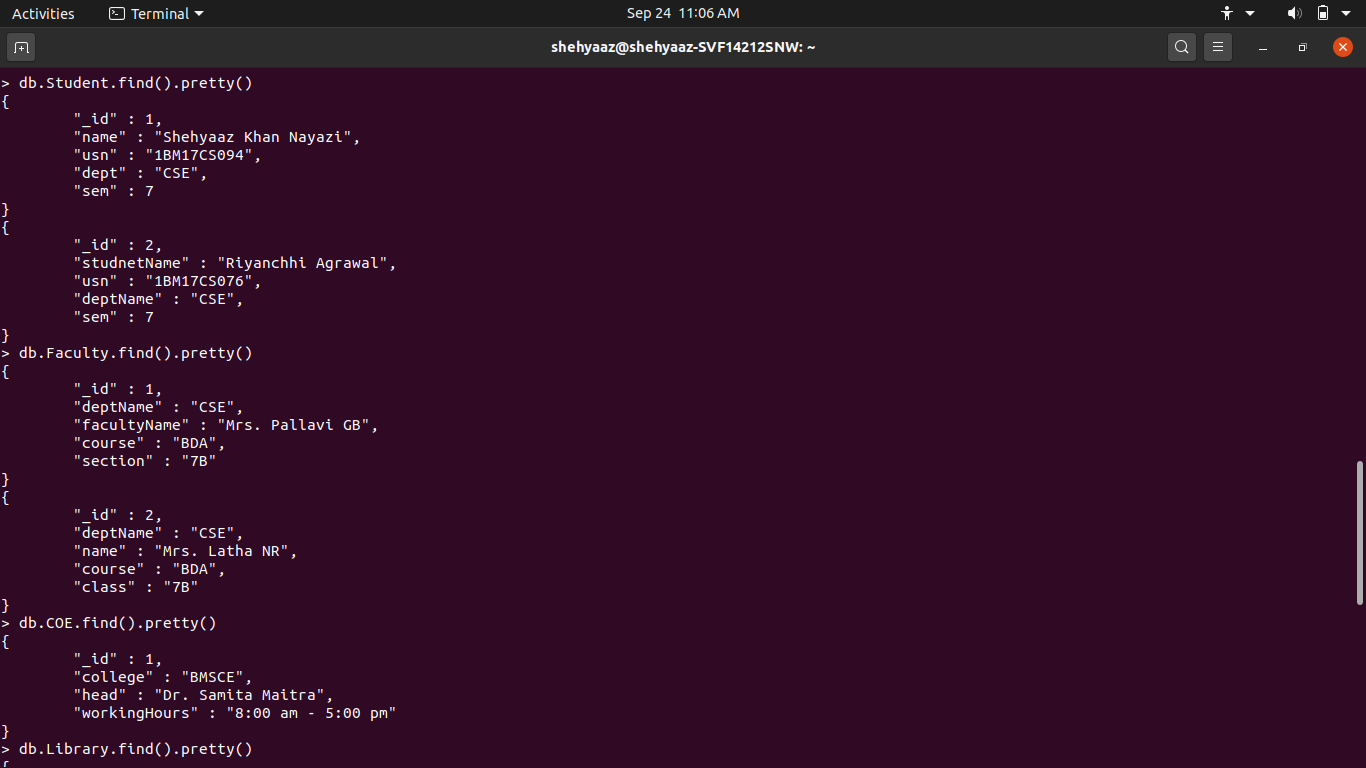 Activities Terminal Sep 24 11:06 AM
shehyaaz@shehyaaz-SVF14212SNW: ~
> db.Student.find().pretty()
{
"_id" : 1,
"name" : "Shehyaaz Khan Nayazi",
"usn" : "1BM17CS094",
"dept" : "CSE",
"sem" : 7
}
{
"_id" : 2,
"studnetName" : "Riyanchhi Agrawal",
"usn" : "1BM17CS076",
"deptName" : "CSE",
"sem" : 7
}
> db.Faculty.find().pretty()
{
"_id" : 1,
"deptName" : "CSE",
"facultyName" : "Mrs. Pallavi GB",
"course" : "BDA",
"section" : "7B"
}
{
"_id" : 2,
"deptName" : "CSE",
"name" : "Mrs. Latha NR",
"course" : "BDA",
"class" : "7B"
}
> db.COE.find().pretty()
{
"_id" : 1,
"college" : "BMSCE",
"head" : "Dr. Samita Maitra",
"workingHours" : "8:00 am - 5:00 pm"
}
> db.Library.find().pretty()
{